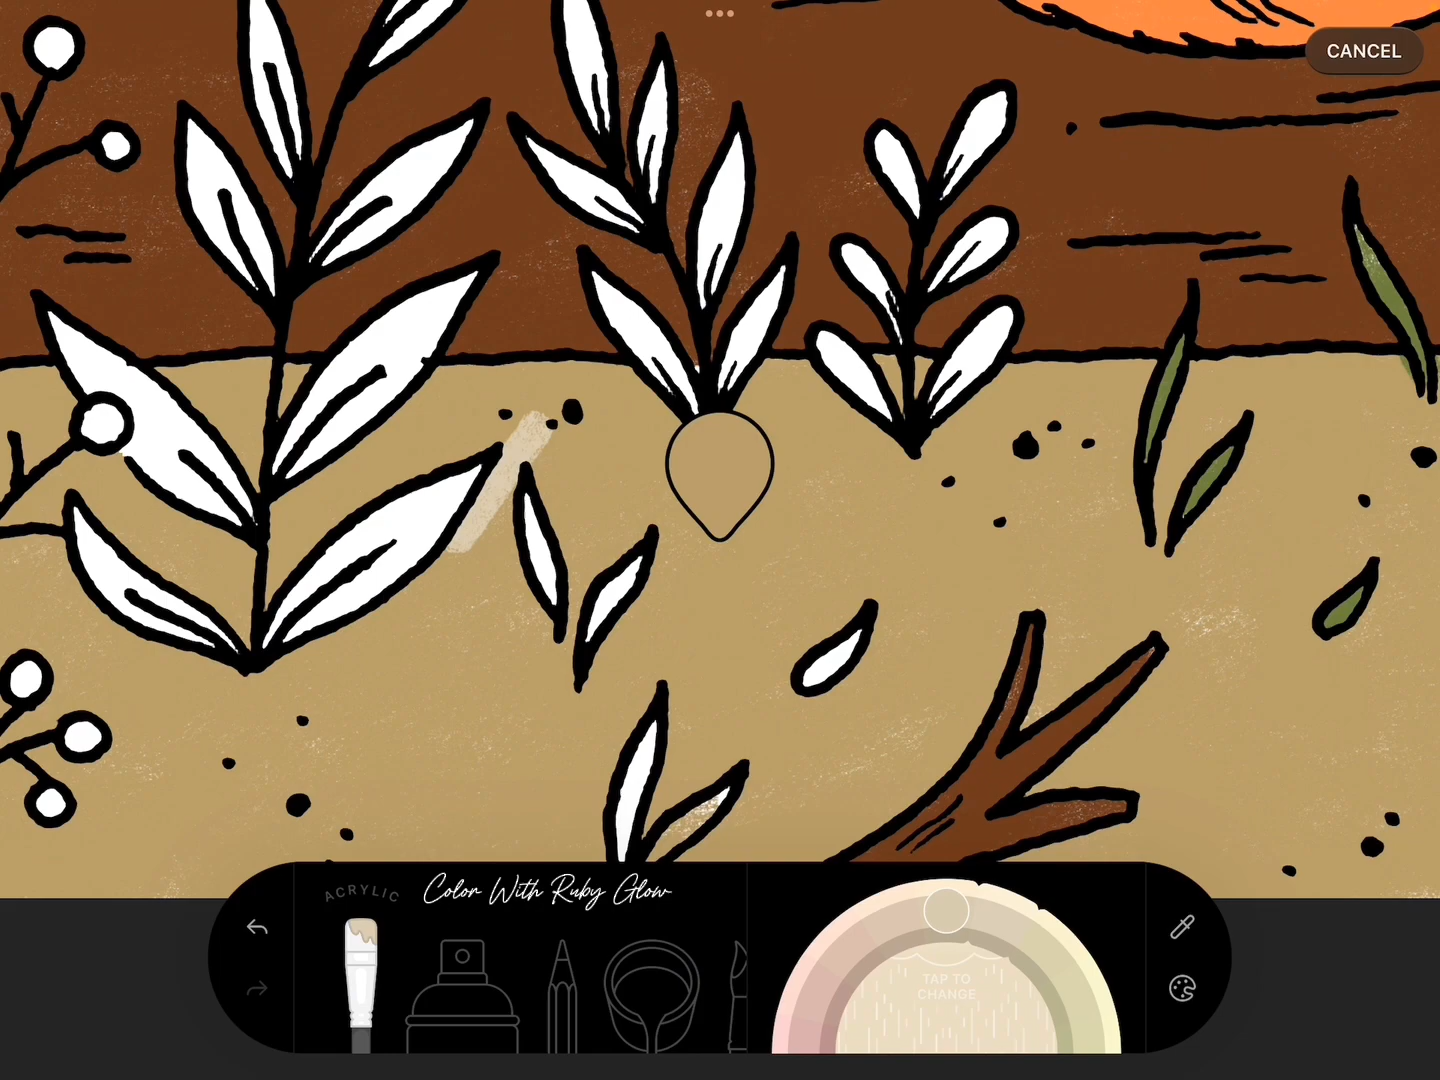 CANCEL
ACRYLIC
Color With Ruby Glow
TAP TO
CHANGE